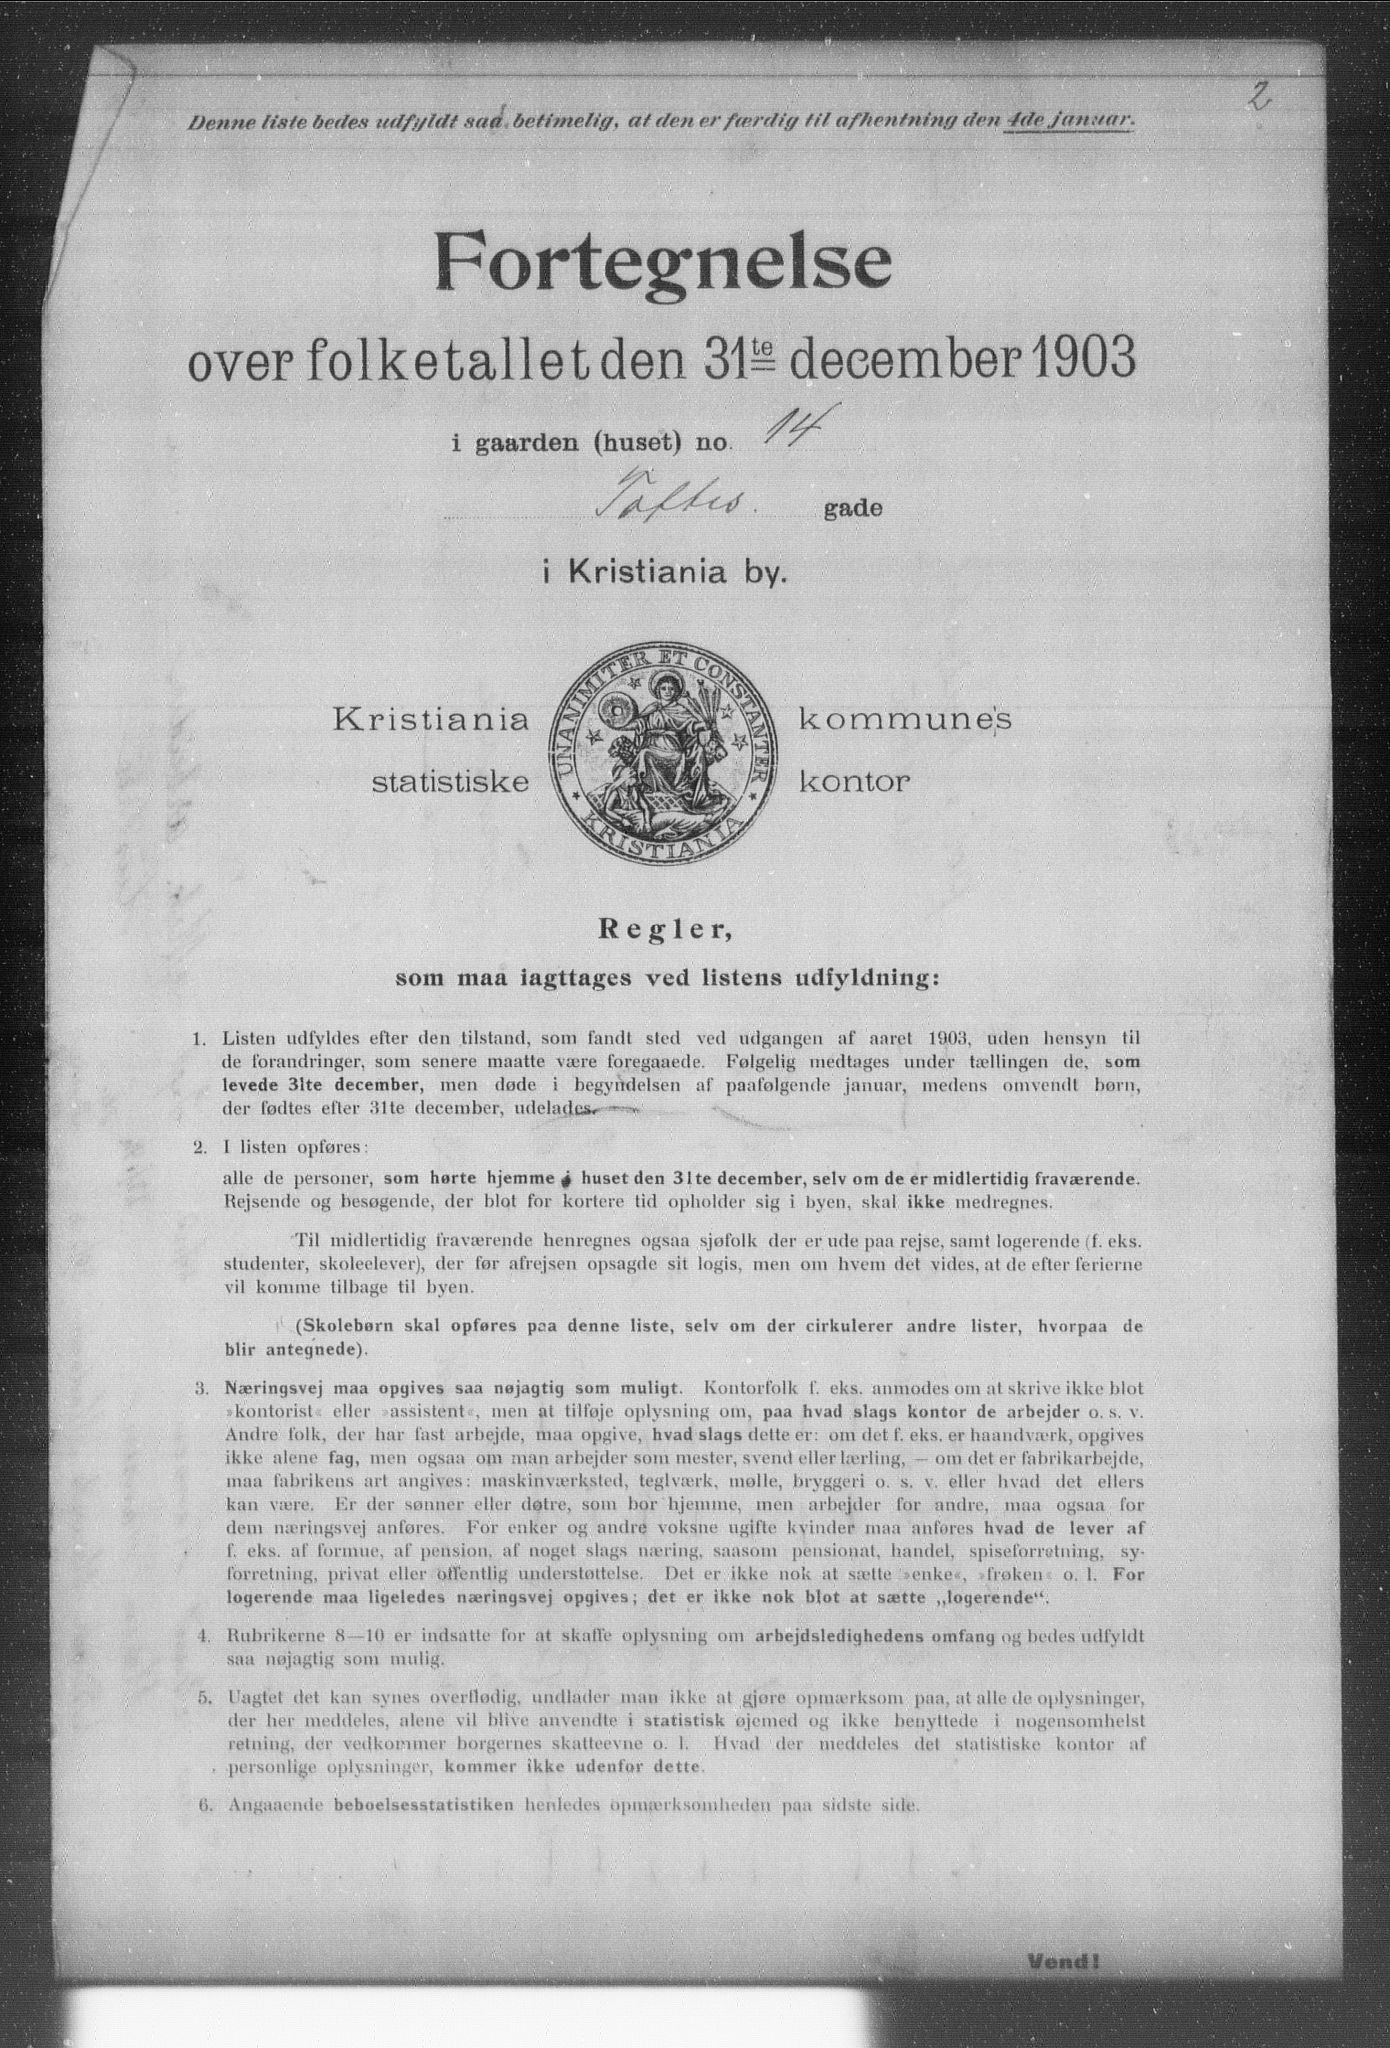 2
Denne liste bedes udfyldt saa betimelig, at den er færdig til afhentning den 4de januar.
Fortegnelse
over folketallet den 31te december 1903
i gaarden (huset) no. 14
Toftes gade
i Kristiania by.
UNANIMITER ET CONSTANTER
KRISTIANIA
Kristiania kommunes
statistiske kontor
Regler,
som maa iagttages ved listens udfyldning:
1. Listen udfyldes efter den tilstand, som fandt sted ved udgangen af aaret 1903, uden hensyn til
de forandringer, som senere maatte være foregaaede. Følgelig medtages under tællingen de, som
levede 31te december, men døde i begyndelsen af paafølgende januar, medens omvendt børn,
der fødtes efter 31te december, udelades.
2. I listen opføres:
alle de personer, som hørte hjemme i huset den 31te december, selv om de er midlertidig fraværende.
Rejsende og besøgende, der blot for kortere tid opholder sig i byen, skal ikke medregnes.
Til midlertidig fraværende henregnes ogsaa sjøfolk der er ude paa rejse, samt logerende (f. eks.
studenter, skoleelever), der før afrejsen opsagde sit logis, men om hvem det vides, at de efter ferierne
vil komme tilbage til byen.
(Skolebørn skal opføres paa denne liste, selv om der cirkulerer andre lister, hvorpaa de
blir antegnede).
3. Næringsvej maa opgives saa nøjagtig som muligt. Kontorfolk f. eks. anmodes om at skrive ikke blot
»kontorist« eller »assistent«, men at tilføje oplysning om, paa hvad slags kontor de arbejder o. s. v.
Andre folk, der har fast arbejde, maa opgive, hvad slags dette er: om det f. eks. er haandværk, opgives
ikke alene fag, men ogsaa om man arbejder som mester, svend eller lærling, — om det er fabrikarbejde,
maa fabrikens art angives: maskinværksted, teglværk, mølle, bryggeri o. s. v. eller hvad det ellers
kan være. Er der sønner eller døtre, som bor hjemme, men arbejder for andre, maa ogsaa for
dem næringsvej anføres. For enker og andre voksne ugifte kvinder maa anføres hvad de lever af
f. eks. af formue, af pension, af noget slags næring, saasom pensionat, handel, spiseforretning, sy-
forretning, privat eller offentlig understøttelse. Det er ikke nok at sætte »enke«, »frøken« o. l. For
logerende maa ligeledes næringsvej opgives; det er ikke nok blot at sætte „logerende“.
4. Rubrikerne 8—10 er indsatte for at skaffe oplysning om arbejdsledighedens omfang og bedes udfyldt
saa nøjagtig som mulig.
5. Uagtet det kan synes overflødig, undlader man ikke at gjøre opmærksom paa, at alle de oplysninger,
der her meddeles, alene vil blive anvendte i statistisk øjemed og ikke benyttede i nogensomhelst
retning, der vedkommer borgernes skatteevne o. l. Hvad der meddeles det statistiske kontor af
personlige oplysninger, kommer ikke udenfor dette.
6. Angaaende beboelsesstatistiken henledes opmærksomheden paa sidste side.
Vend!